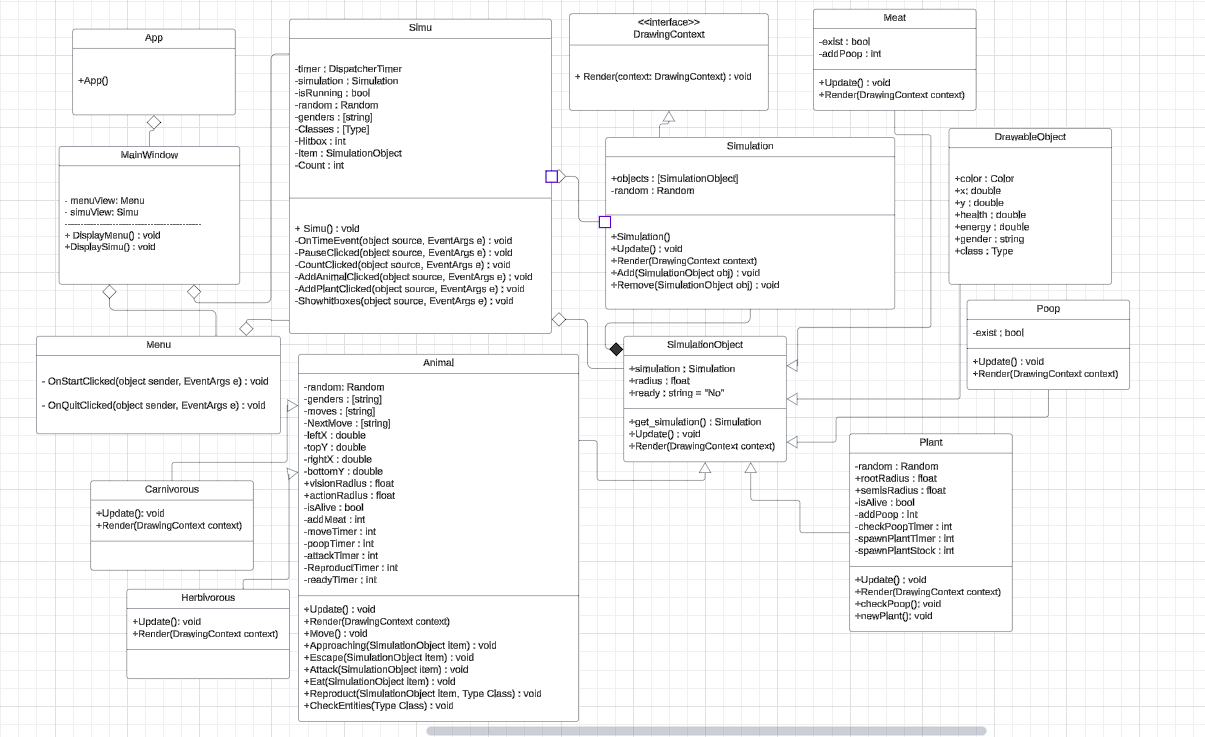 App
+App()
MainWindow
- menuView: Menu
- simuView: Simu
--------------------------------------------
+ DisplayMenu() : void
+DisplaySimu() : void
Menu
- OnStartClicked(object sender, EventArgs e) : void
- OnQuitClicked(object sender, EventArgs e) : void
Simu
-timer : DispatcherTimer
-simulation : Simulation
-isRunning : bool
-random : Random
-genders : [string]
-Classes : [Type]
-Hitbox : int
-Item : SimulationObject
-Count : int
+ Simu() : void
-OnTimeEvent(object source, EventArgs e) : void
-PauseClicked(object source, EventArgs e) : void
-CountClicked(object source, EventArgs e) : void
-AddAnimalClicked(object source, EventArgs e) : void
-AddPlantClicked(object source, EventArgs e) : void
-Showhitboxes(object source, EventArgs e) : void
<<interface>>
DrawingContext
+ Render(context: DrawingContext) : void
Meat
-exist : bool
-addPoop : int
+Update() : void
+Render(DrawingContext context)
Simulation
+objects : [SimulationObject]
-random : Random
+Simulation()
+Update() : void
+Render(DrawingContext context)
+Add(SimulationObject obj) : void
+Remove(SimulationObject obj) : void
DrawableObject
+color : Color
+x; double
+y ; double
+health ; double
+energy ; double
+gender ; string
+class ; Type
Poop
-exist ; bool
+Update() : void
+Render(DrawingContext context)
SimulationObject
+simulation ; Simulation
+radius ; float
+ready ; string = "No"
+get_simulation() : Simulation
+Update() : void
+Render(DrawingContext context)
Animal
-random: Random
-genders : [string]
-moves : [string]
-NextMove : [string]
-leftX : double
-topY : double
-rightX : double
-bottomY : double
+visionRadius : float
+actionRadius : float
-isAlive : bool
-addMeat : int
-moveTimer : int
-poopTimer : int
-attackTimer : int
-ReproductTimer : int
-readyTimer ; int
+Update() : void
+Render(DrawingContext context)
+Move() : void
+Approaching(SimulationObject item) : void
+Escape(SimulationObject item) : void
+Attack(SimulationObject item) : void
+Eat(SimulationObject item) : void
+Reproduct(SimulationObject item, Type Class) : void
+CheckEntities(Type Class) : void
Plant
-random : Random
+rootRadius : float
+semisRadius : float
-isAlive : bool
-addPoop : int
-checkPoopTimer : int
-spawnPlantTimer : int
-spawnPlantStock : int
+Update() ; void
+Render(DrawingContext context)
+checkPoop(); void
+newPlant(); void
Carnivorous
+Update(): void
+Render(DrawingContext context)
Herbivorous
+Update(): void
+Render(DrawingContext context)